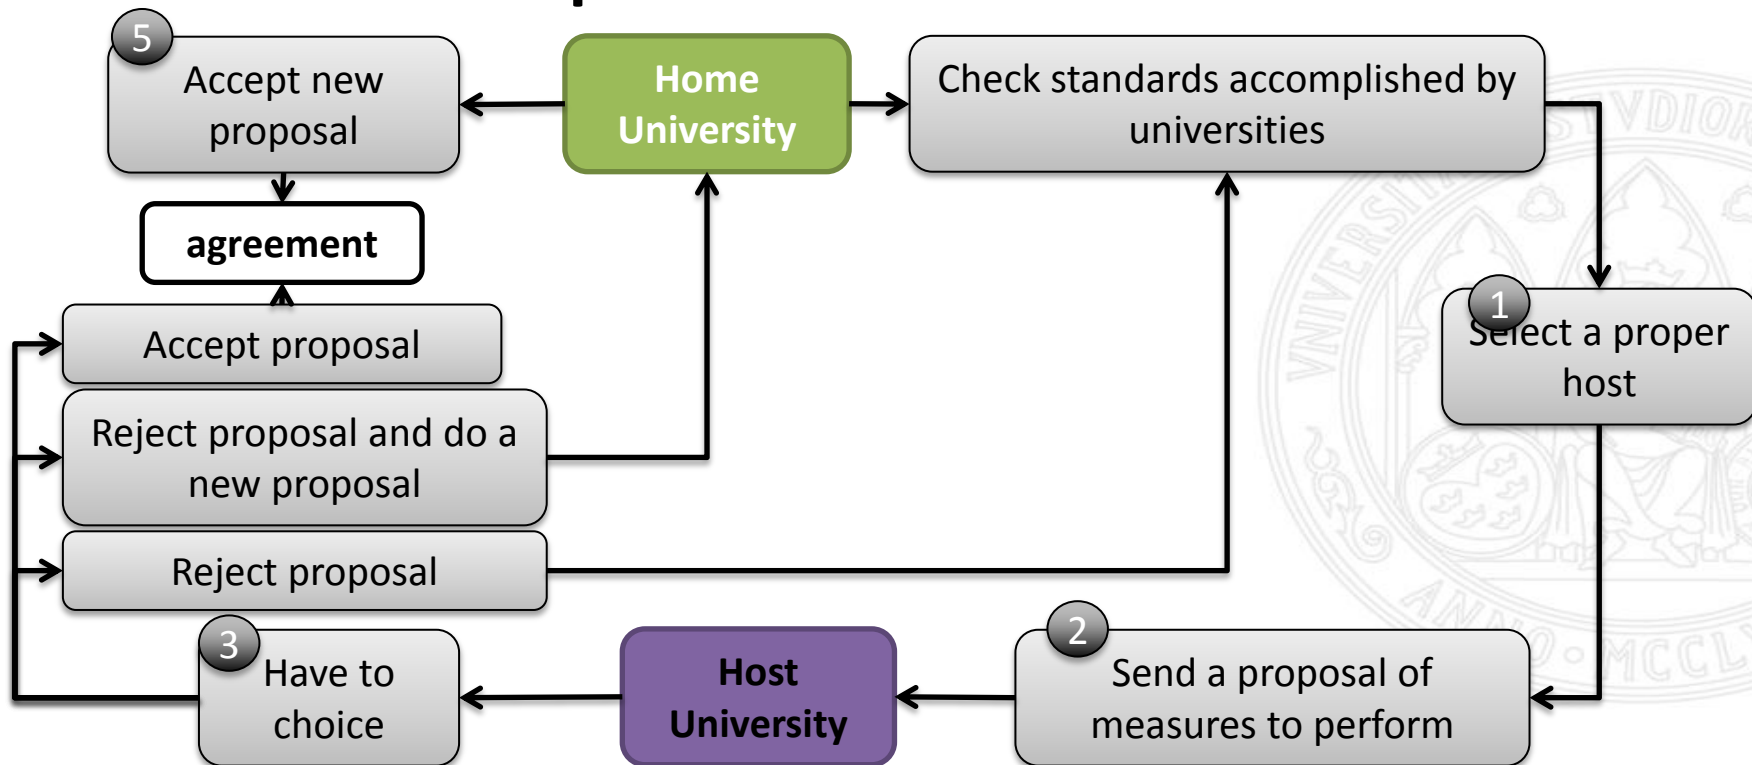 5
Accept new
proposal
Home
University
Check standards accomplished by
universities
agreement
1
Select a proper
host
Accept proposal
Reject proposal and do a
new proposal
Reject proposal
3
Have to
choice
Host
University
2
Send a proposal of
measures to perform